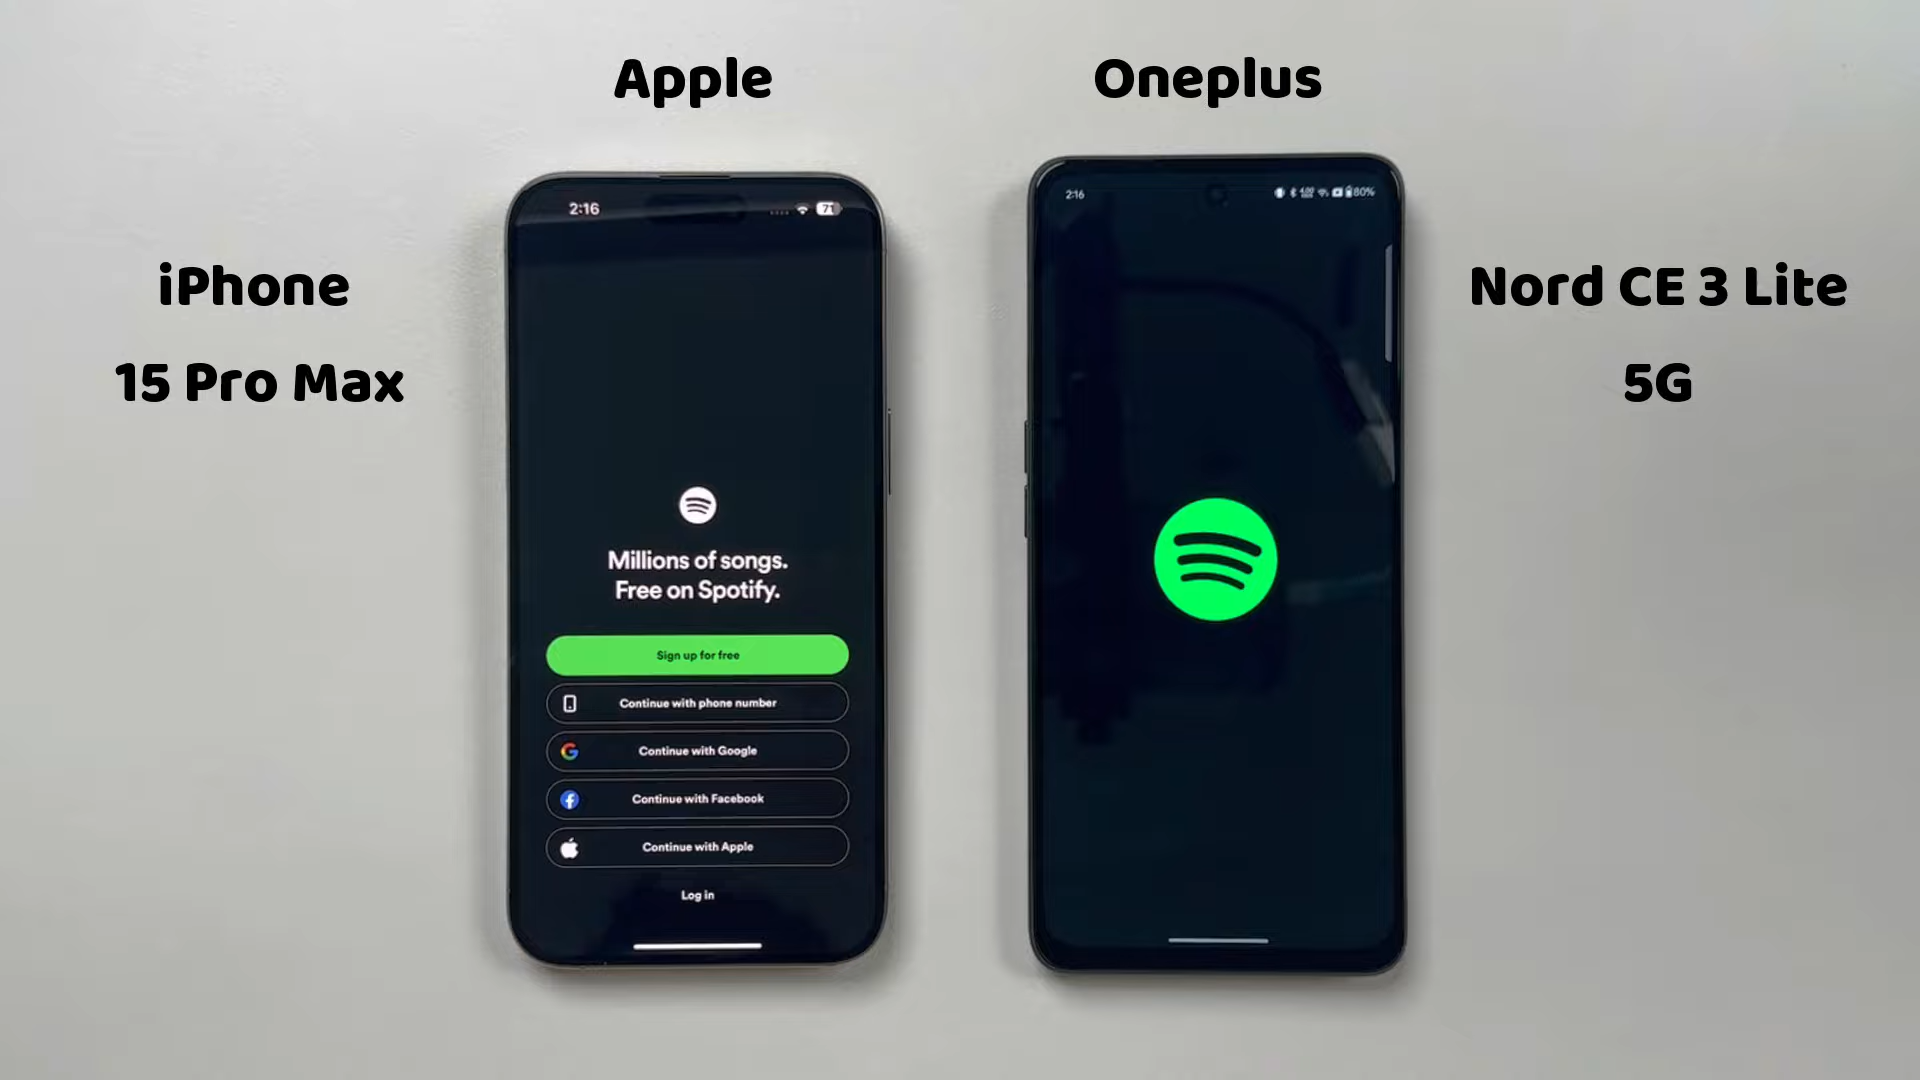 Apple
Oneplus
iPhone
15 Pro Max
Nord CE 3 Lite
5G
2:16
71
Millions of songs.
Free on Spotify.
Sign up for free
Continue with phone number
Continue with Google
Continue with Facebook
Continue with Apple
Log in
2:16
80%